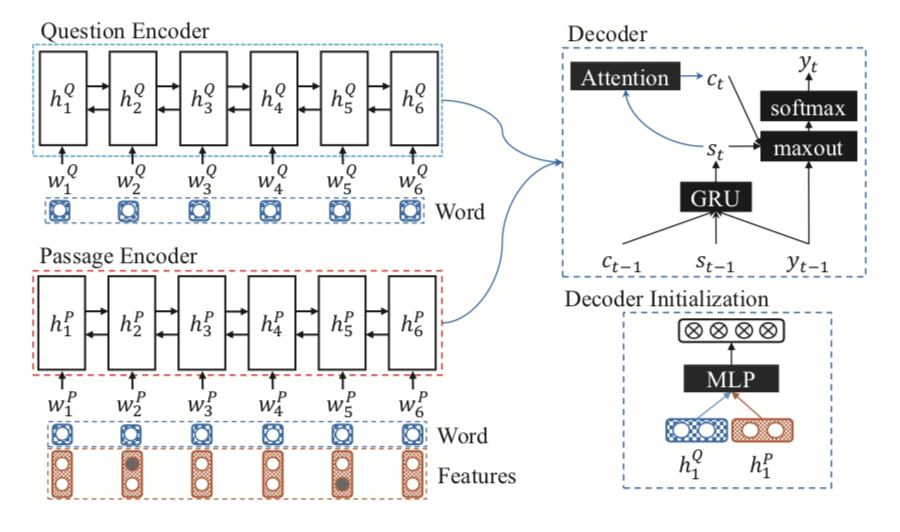 Question Encoder
h_1^Q h_2^Q h_3^Q h_4^Q h_5^Q h_6^Q
w_1^Q w_2^Q w_3^Q w_4^Q w_5^Q w_6^Q
Word
Passage Encoder
h_1^P h_2^P h_3^P h_4^P h_5^P h_6^P
w_1^P w_2^P w_3^P w_4^P w_5^P w_6^P
Word
Features
Decoder
Attention c_t y_t
softmax
s_t maxout
GRU
c_{t-1} s_{t-1} y_{t-1}
Decoder Initialization
MLP
h_1^Q h_1^P